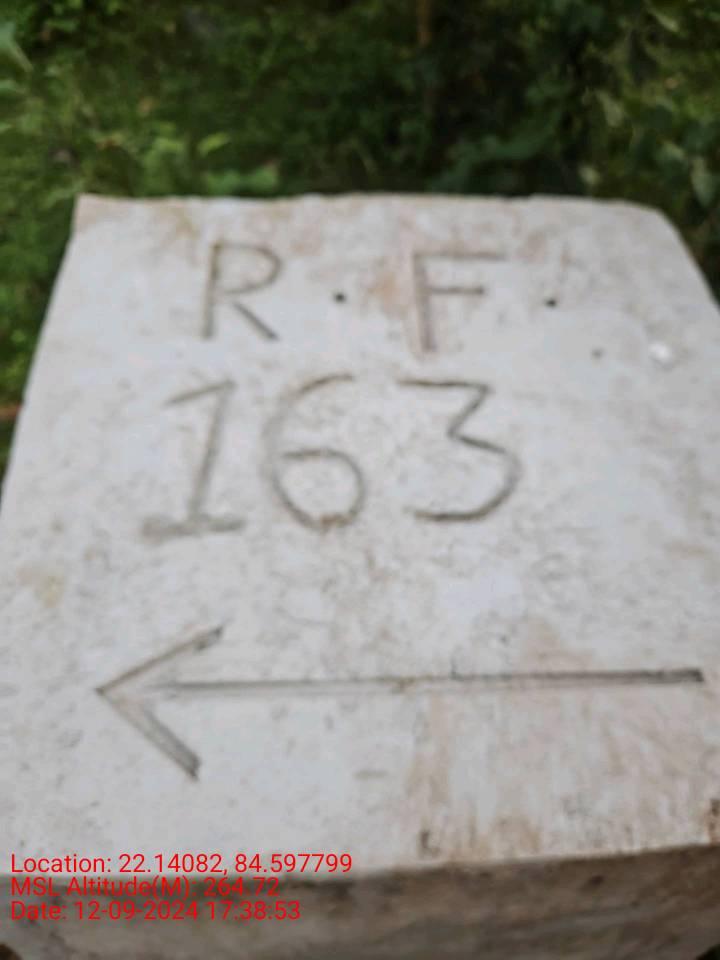 R. F.
163
Location: 22.14082, 84.597799
MSL Altitude(M): 264.72
Date: 12-09-2024 17:38:53